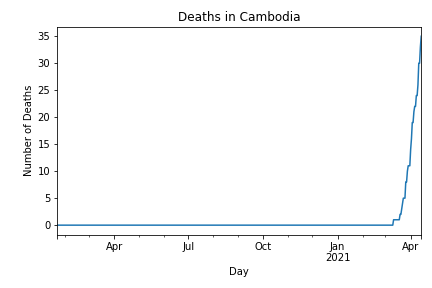 Deaths in Cambodia
35
30
25
20
15
10
5
0
Number of Deaths
Apr
Jul
Oct
Jan
2021
Apr
Day